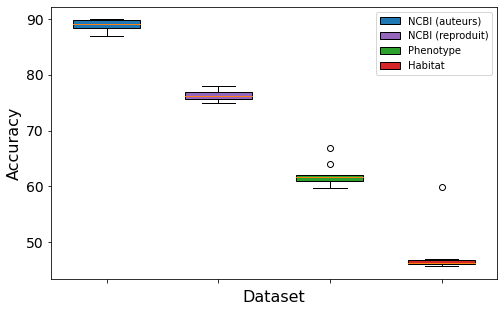 90
80
70
60
50
Accuracy
Dataset
NCBI (auteurs)
NCBI (reproduit)
Phenotype
Habitat